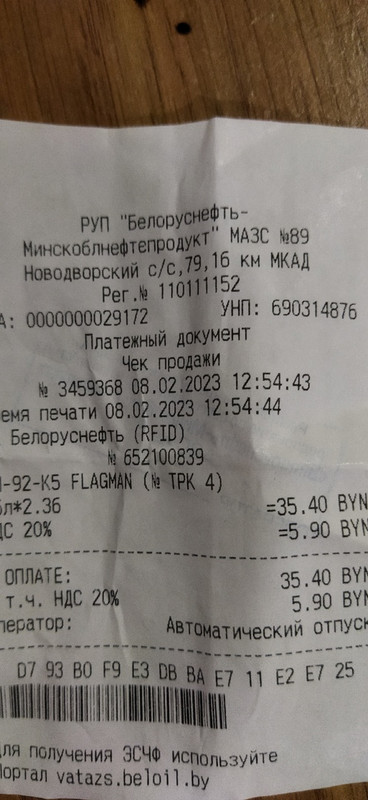 РУП "Белоруснефть-
Минскоблнефтепродукт" МАЗС №89
Новодворский с/с,79,16 км МКАД
Рег.№ 110111152
А: 0000000029172 УНП: 690314876
Платежный документ
Чек продажи
№ 3459368 08.02.2023 12:54:43
емя печати 08.02.2023 12:54:44
Белоруснефть (RFID)
№ 652100839
-92-К5 FLAGMAN (№ ТРК 4)
л*2.36 =35.40 BYN
ДС 20% =5.90 BYN
ОПЛАТЕ: 35.40 BYN
т.ч. НДС 20% 5.90 BYN
ператор: Автоматический отпуск
D7 93 B0 F9 E3 DB BA E7 11 E2 E7 25
ля получения ЭСЧФ используйте
портал vatazs.beloil.by